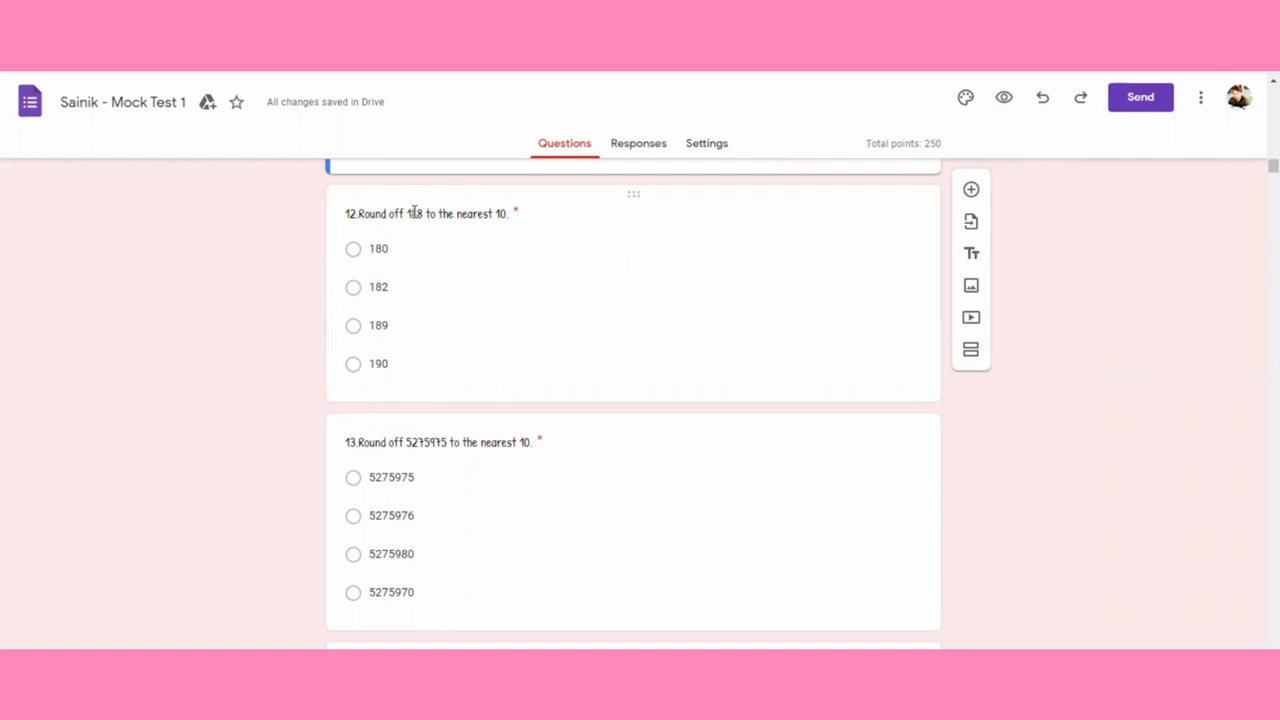 Sainik - Mock Test 1
All changes saved in Drive
Send
Questions
Responses
Settings
Total points: 250
12.Round off 188 to the nearest 10. *
180
182
189
190
13.Round off 5275975 to the nearest 10. *
5275975
5275976
5275980
5275970
Tт